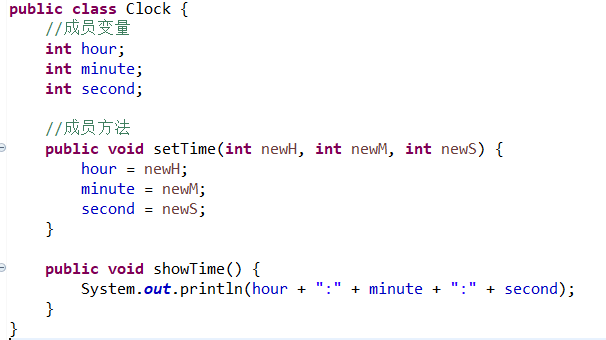 public class Clock {
//成员变量
int hour;
int minute;
int second;
//成员方法
public void setTime(int newH, int newM, int newS) {
hour = newH;
minute = newM;
second = newS;
}
public void showTime() {
System.out.println(hour + ":" + minute + ":" + second);
}
}